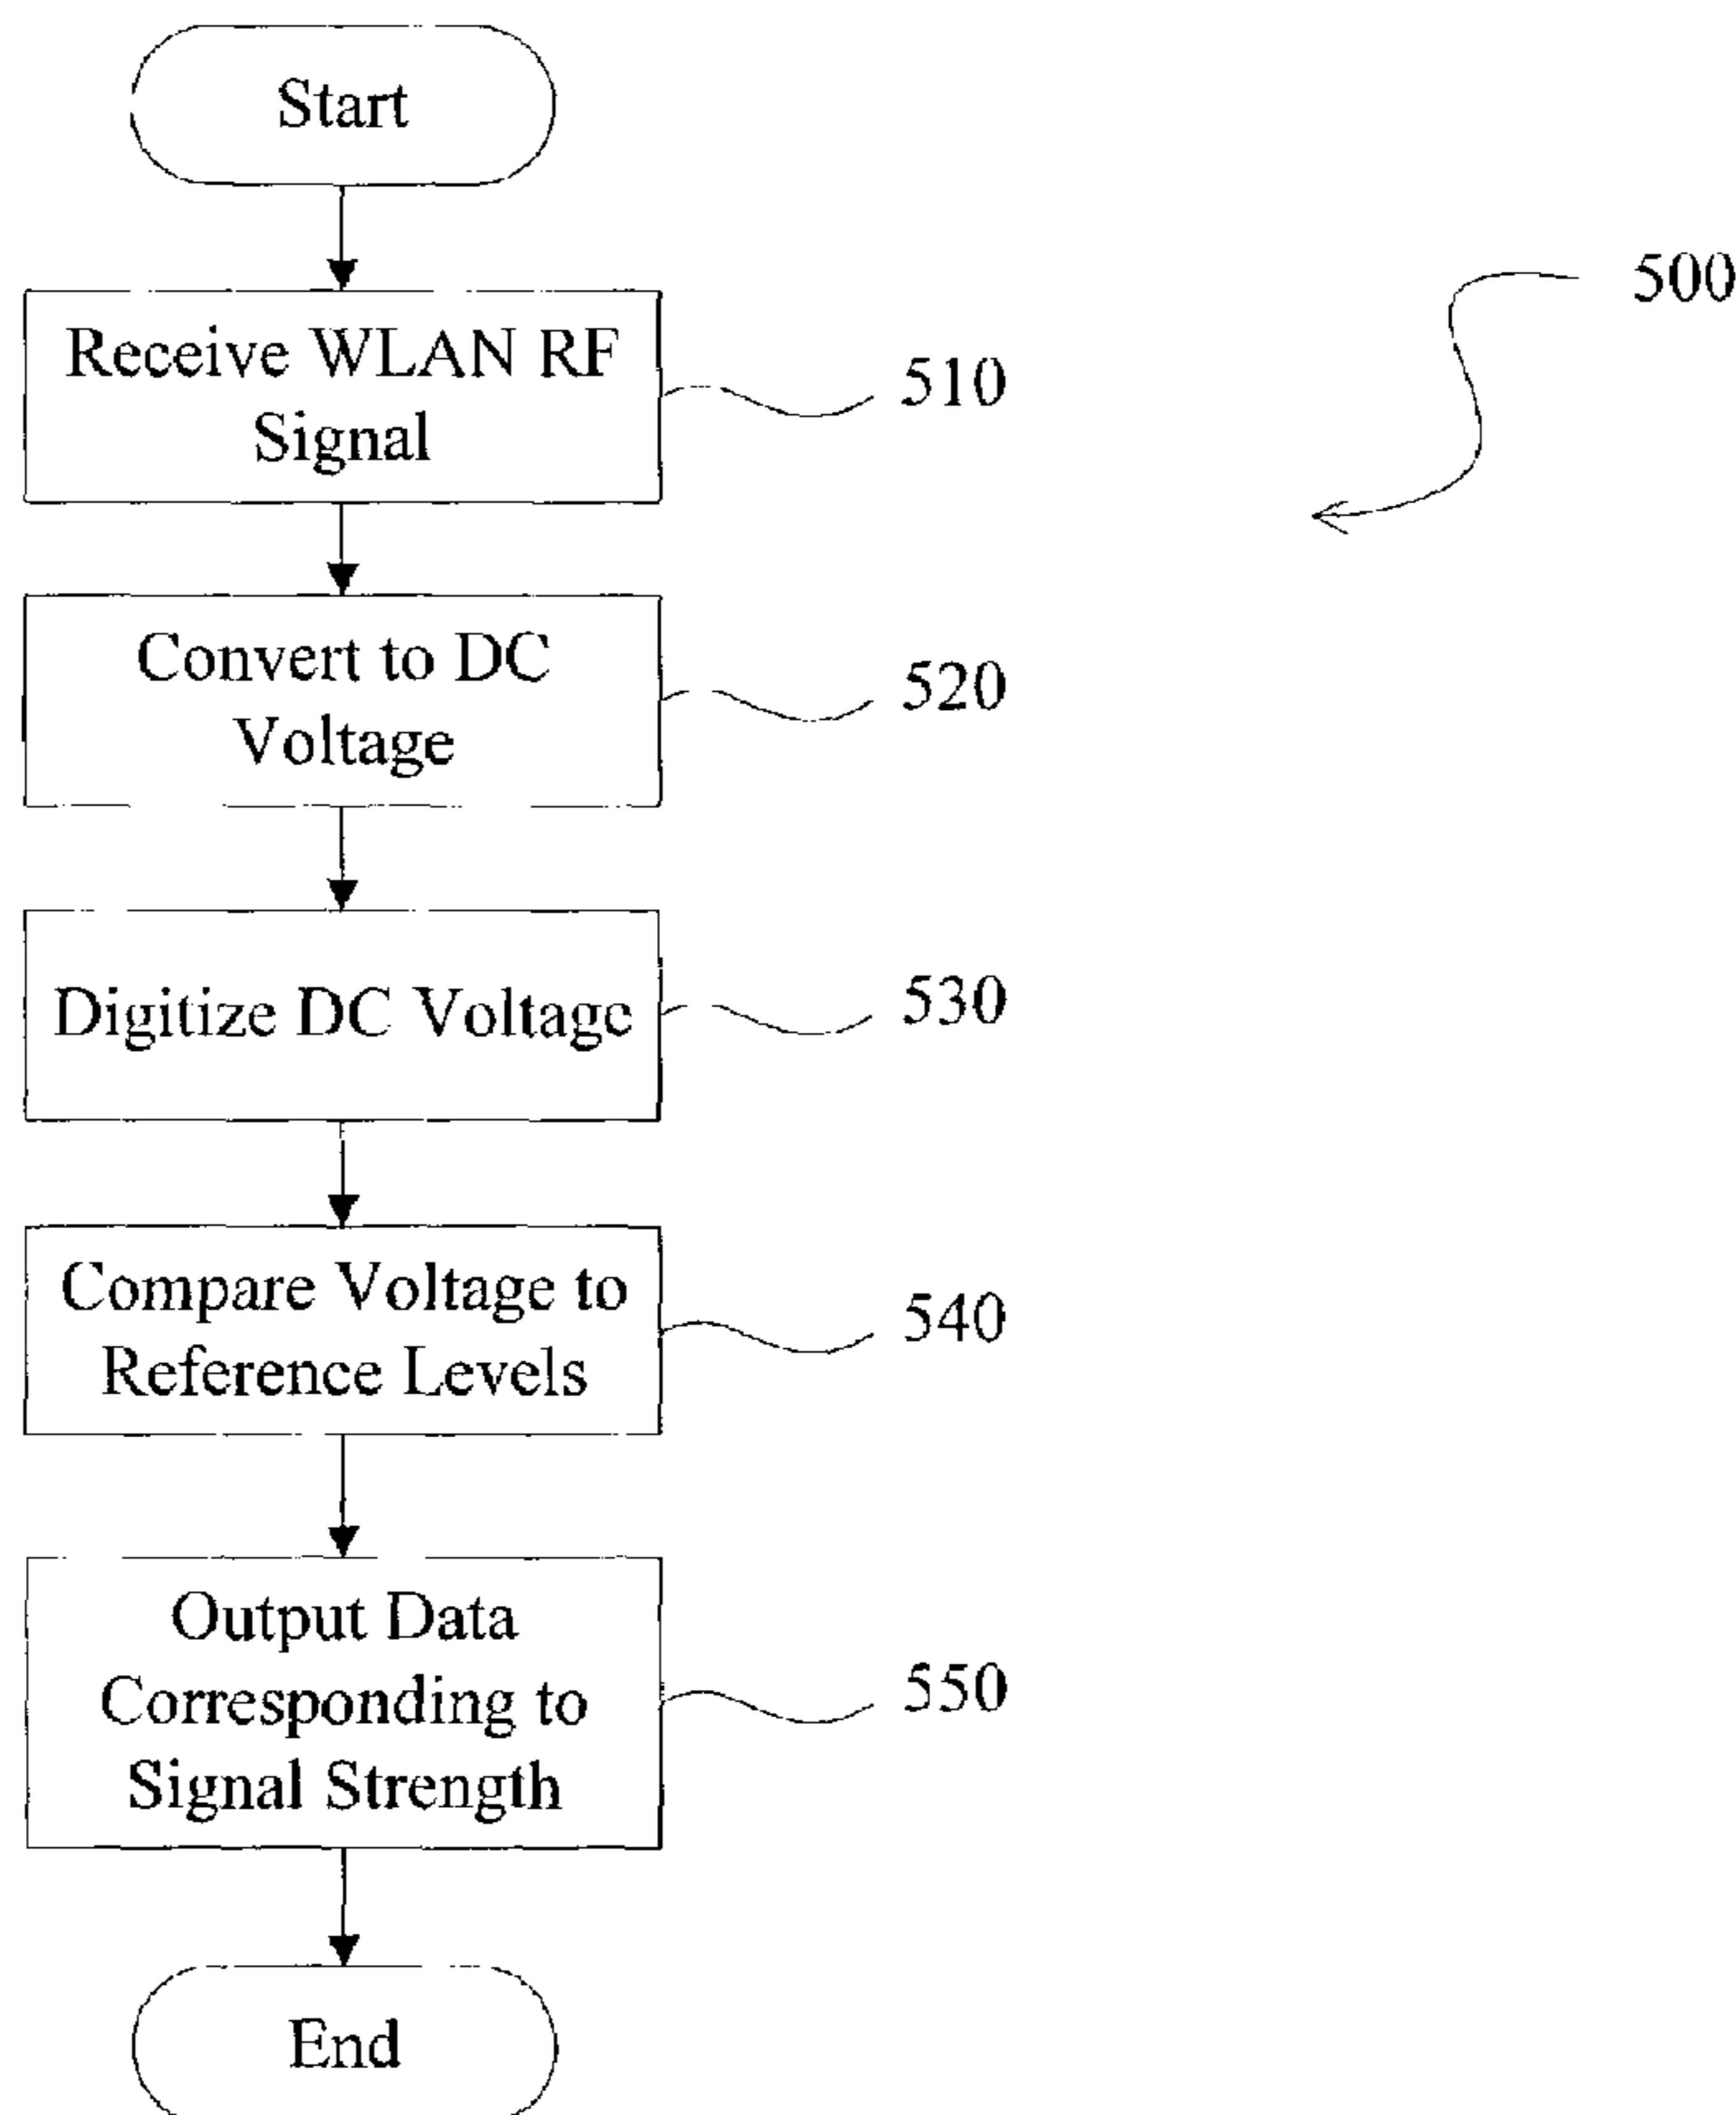 Start
500
Receive WLAN RF
Signal
510
Convert to DC
Voltage
520
Digitize DC Voltage
530
Compare Voltage to
Reference Levels
540
Output Data
Corresponding to
Signal Strength
550
End